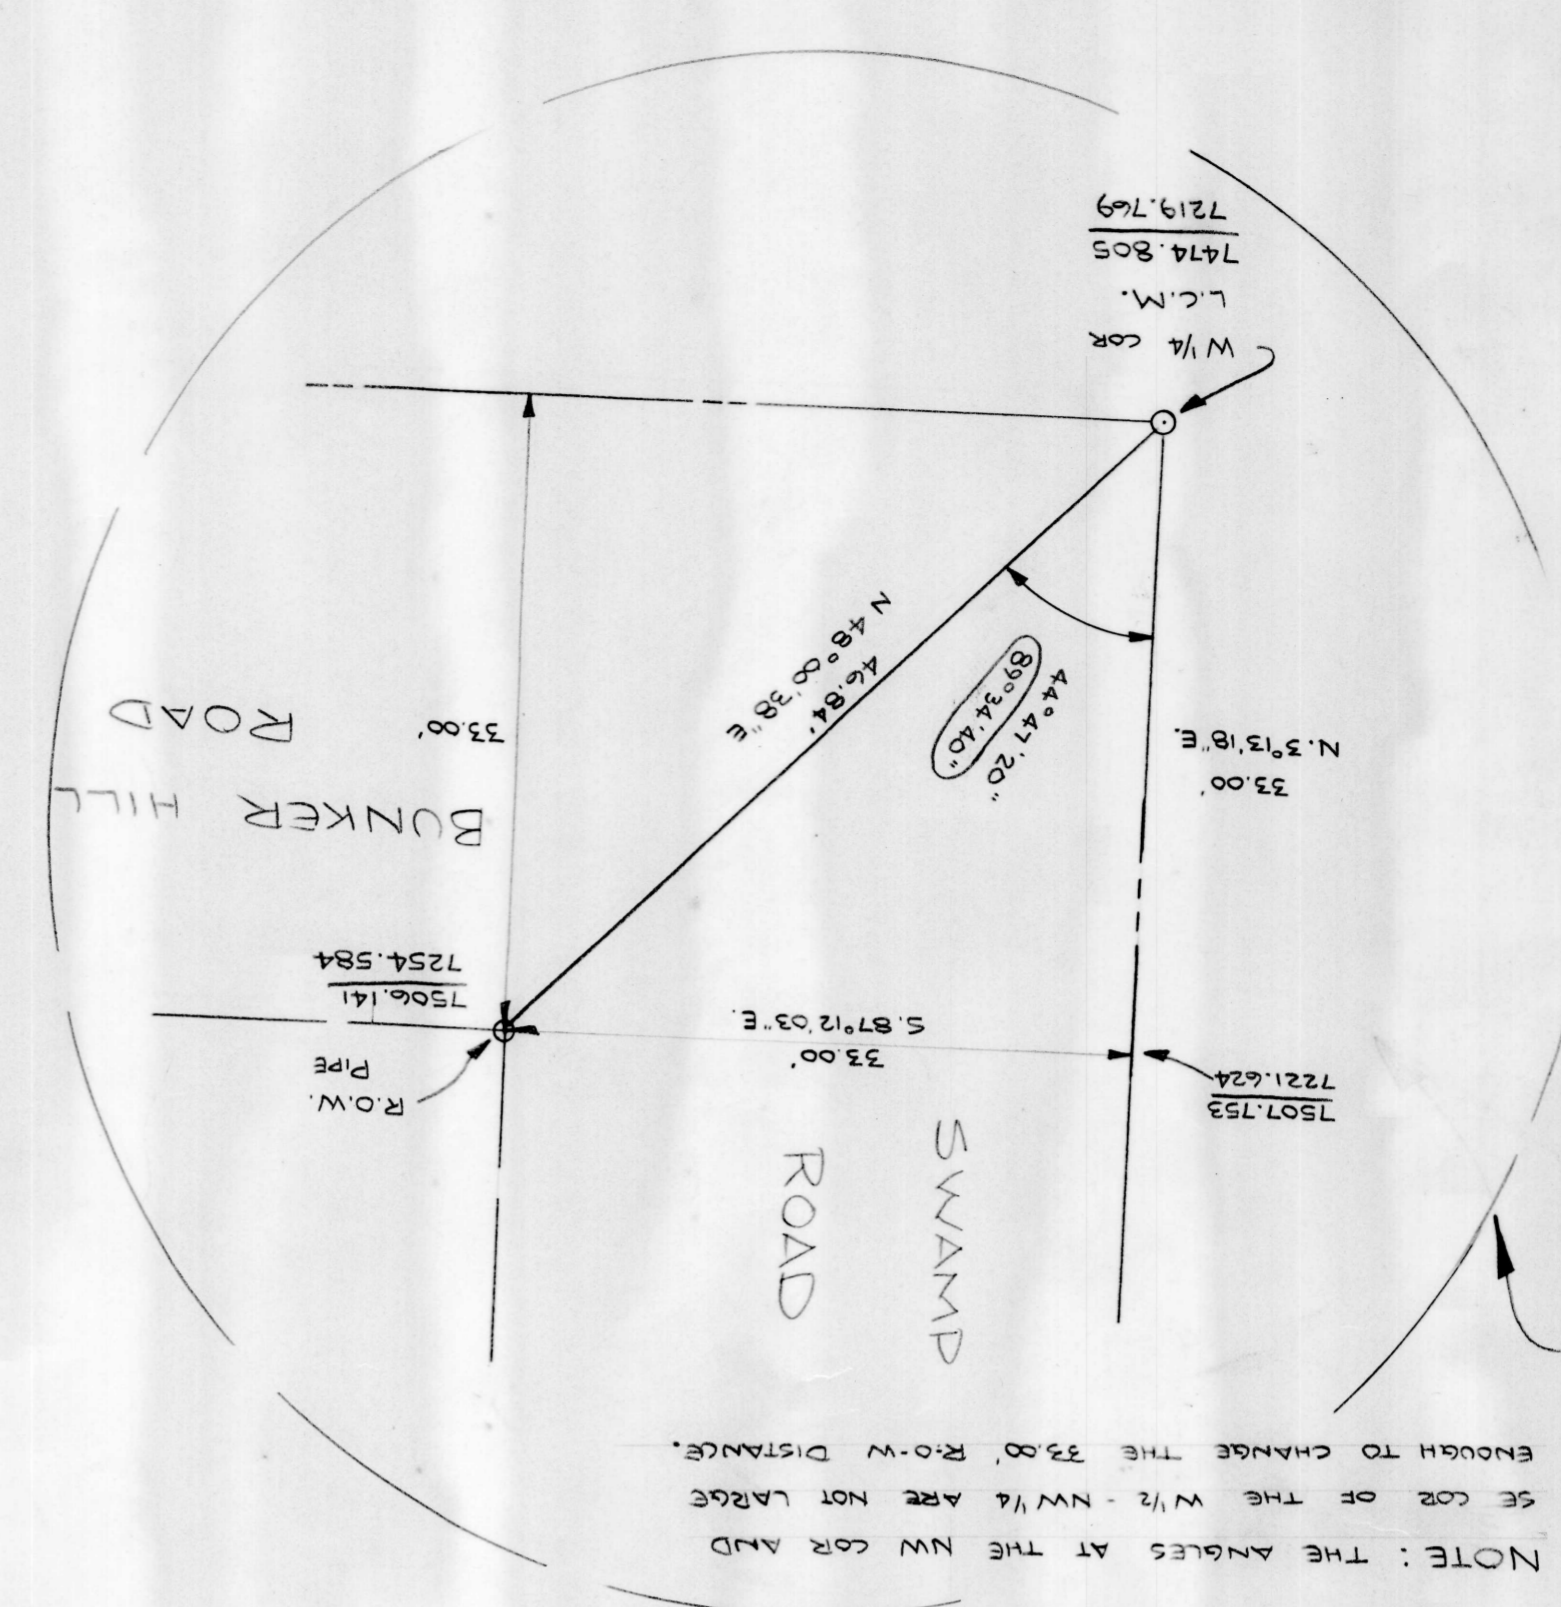 NOTE : THE ANGLES AT THE NW COR AND
SE COR OF THE W 1/2 - NW 1/4 ARE NOT LARGE
ENOUGH TO CHANGE THE 33.00' R-O-W DISTANCE.
SWAMP
ROAD
7507.753
7221.624
33.00'
S.87°12'03"E.
R.O.W.
PIPE
7506.141
7254.584
33.00'
N.3°13'18"E.
44°47'20"
89°34'40"
46.84'
N 48°00'38"E
BUNKER HILL
ROAD
33.00'
W 1/4 COR
L.C.M.
7474.805
7219.769